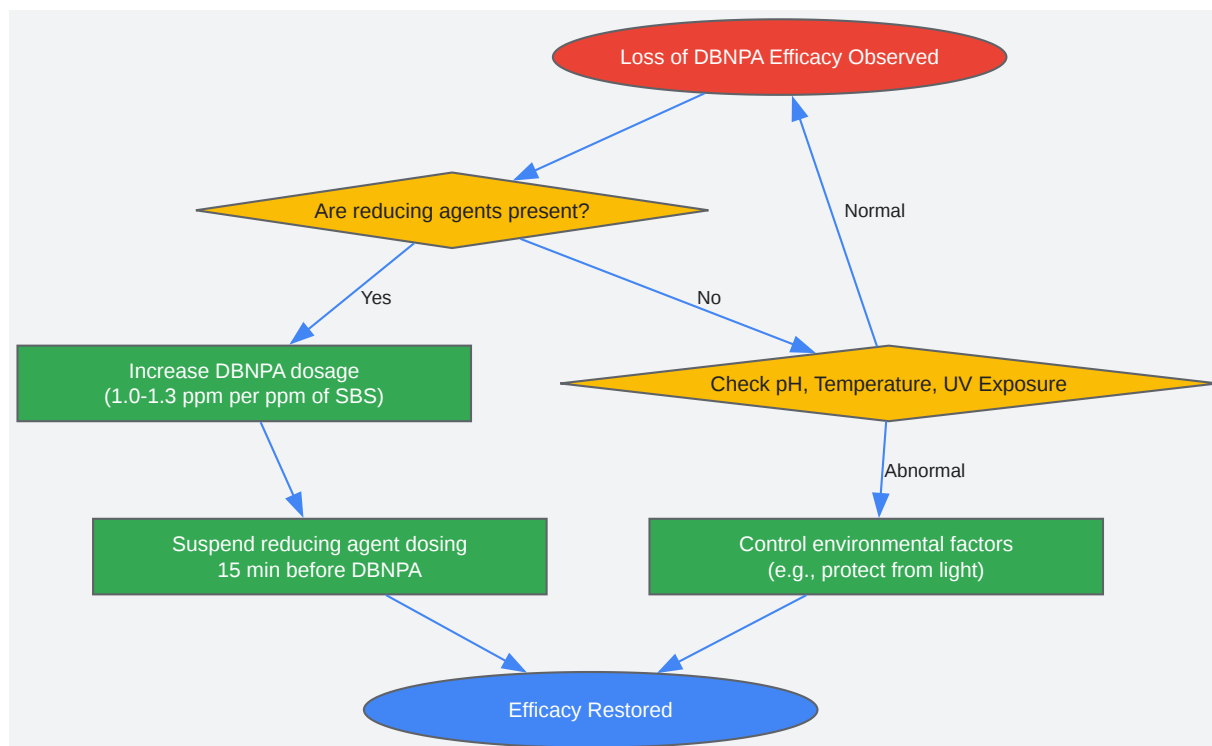 Loss of DBNPA Efficacy Observed
Are reducing agents present?
Normal
Yes
No
Increase DBNPA dosage
(1.0-1.3 ppm per ppm of SBS)
Check pH, Temperature, UV Exposure
Abnormal
Suspend reducing agent dosing
15 min before DBNPA
Control environmental factors
(e.g., protect from light)
Efficacy Restored